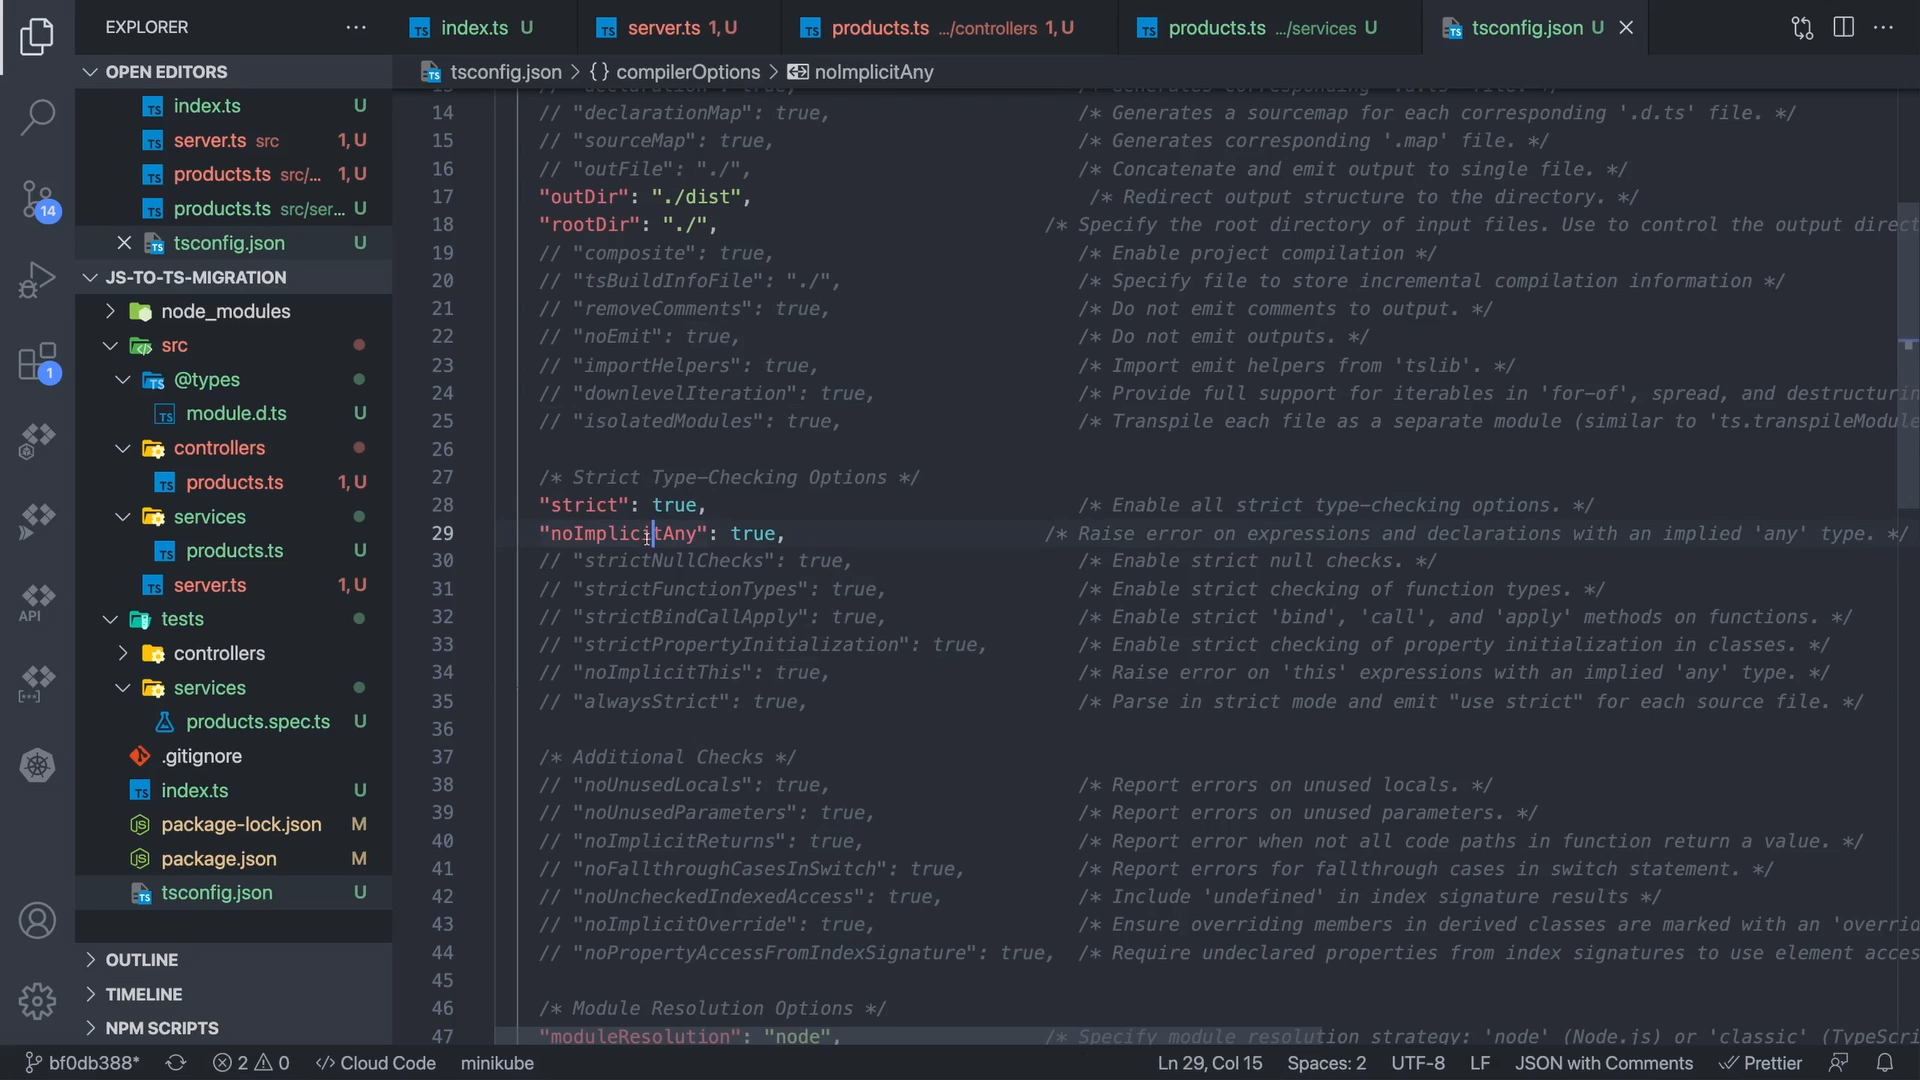 EXPLORER
OPEN EDITORS
index.ts U
server.ts src 1, U
products.ts src/... 1, U
products.ts src/ser... U
tsconfig.json U
JS-TO-TS-MIGRATION
node_modules
src
@types
module.d.ts U
controllers
products.ts 1, U
services
products.ts U
server.ts 1, U
tests
controllers
services
products.spec.ts U
.gitignore
index.ts U
package-lock.json M
package.json M
tsconfig.json U
OUTLINE
TIMELINE
NPM SCRIPTS
14
1
API
index.ts U server.ts 1, U products.ts .../controllers 1, U products.ts .../services U tsconfig.json U
tsconfig.json > {} compilerOptions > noImplicitAny
13 // "declaration": true, /* Generates corresponding '.d.ts' file. */
14 // "declarationMap": true, /* Generates a sourcemap for each corresponding '.d.ts' file. */
15 // "sourceMap": true, /* Generates corresponding '.map' file. */
16 // "outFile": "./", /* Concatenate and emit output to single file. */
17 "outDir": "./dist", /* Redirect output structure to the directory. */
18 "rootDir": "./", /* Specify the root directory of input files. Use to control the output direct
19 // "composite": true, /* Enable project compilation */
20 // "tsBuildInfoFile": "./", /* Specify file to store incremental compilation information */
21 // "removeComments": true, /* Do not emit comments to output. */
22 // "noEmit": true, /* Do not emit outputs. */
23 // "importHelpers": true, /* Import emit helpers from 'tslib'. */
24 // "downlevelIteration": true, /* Provide full support for iterables in 'for-of', spread, and destructurin
25 // "isolatedModules": true, /* Transpile each file as a separate module (similar to 'ts.transpileModule
26
27 /* Strict Type-Checking Options */
28 "strict": true, /* Enable all strict type-checking options. */
29 "noImplicitAny": true, /* Raise error on expressions and declarations with an implied 'any' type. */
30 // "strictNullChecks": true, /* Enable strict null checks. */
31 // "strictFunctionTypes": true, /* Enable strict checking of function types. */
32 // "strictBindCallApply": true, /* Enable strict 'bind', 'call', and 'apply' methods on functions. */
33 // "strictPropertyInitialization": true, /* Enable strict checking of property initialization in classes. */
34 // "noImplicitThis": true, /* Raise error on 'this' expressions with an implied 'any' type. */
35 // "alwaysStrict": true, /* Parse in strict mode and emit "use strict" for each source file. */
36
37 /* Additional Checks */
38 // "noUnusedLocals": true, /* Report errors on unused locals. */
39 // "noUnusedParameters": true, /* Report errors on unused parameters. */
40 // "noImplicitReturns": true, /* Report error when not all code paths in function return a value. */
41 // "noFallthroughCasesInSwitch": true, /* Report errors for fallthrough cases in switch statement. */
42 // "noUncheckedIndexedAccess": true, /* Include 'undefined' in index signature results */
43 // "noImplicitOverride": true, /* Ensure overriding members in derived classes are marked with an 'overrid
44 // "noPropertyAccessFromIndexSignature": true, /* Require undeclared properties from index signatures to use element acces
45
46 /* Module Resolution Options */
47 "moduleResolution": "node", /* Specify module resolution strategy: 'node' (Node.js) or 'classic' (TypeScri
bf0db388* 2 0 </> Cloud Code minikube Ln 29, Col 15 Spaces: 2 UTF-8 LF JSON with Comments Prettier